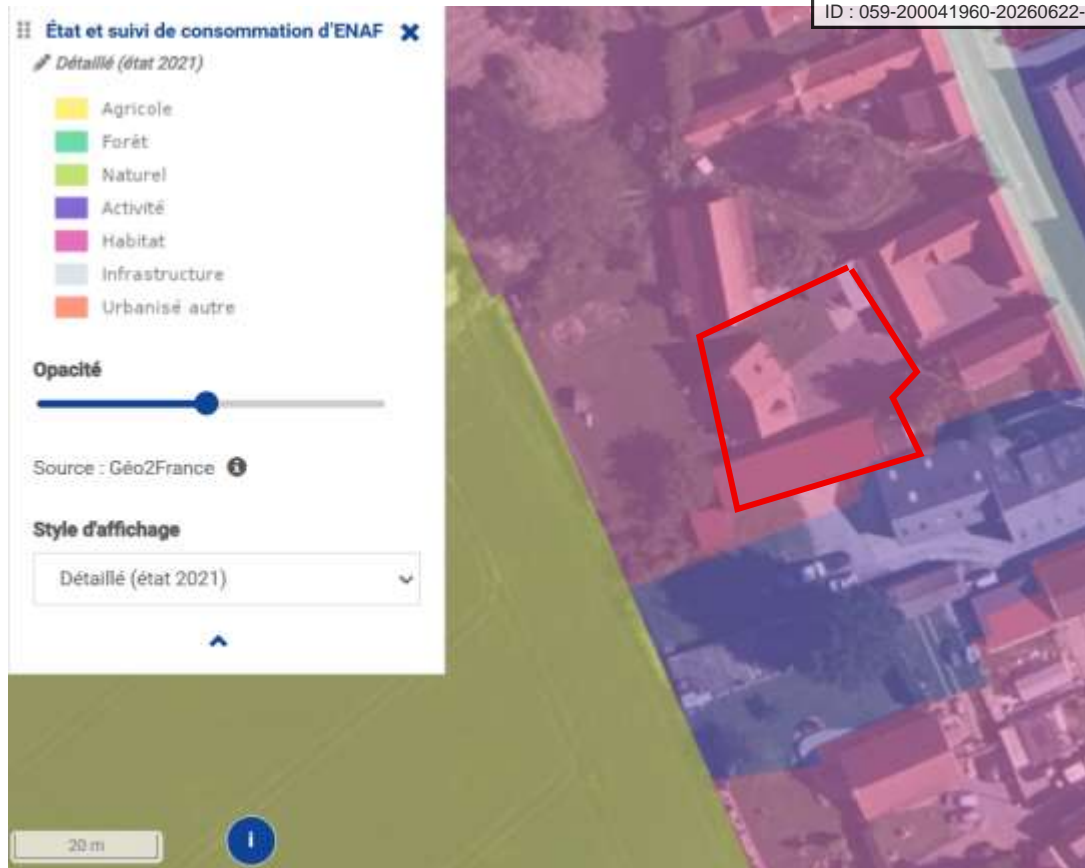 ID : 059-200041960-20260622-
État et suivi de consommation d'ENAF
Détaillé (état 2021)
Agricole
Forêt
Naturel
Activité
Habitat
Infrastructure
Urbanisé autre
Opacité
Source : Géo2France
Style d'affichage
Détaillé (état 2021)
20 m